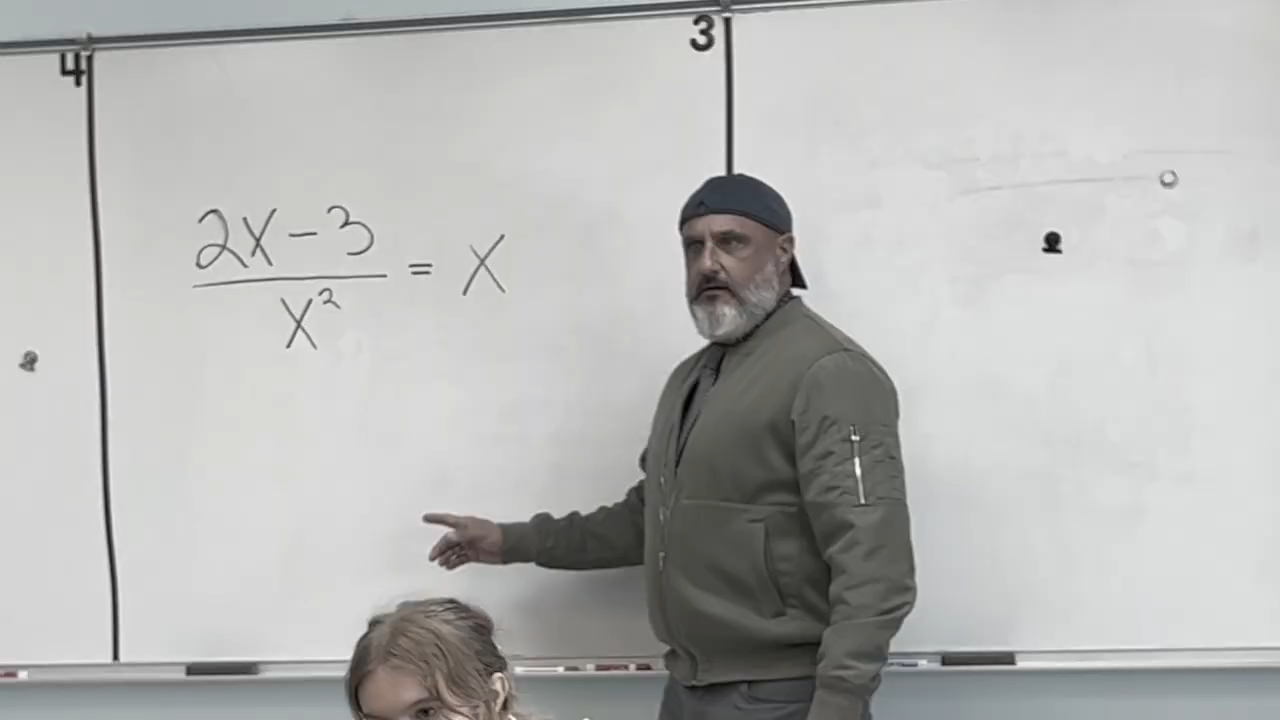 4 3
2x-3
x² = x